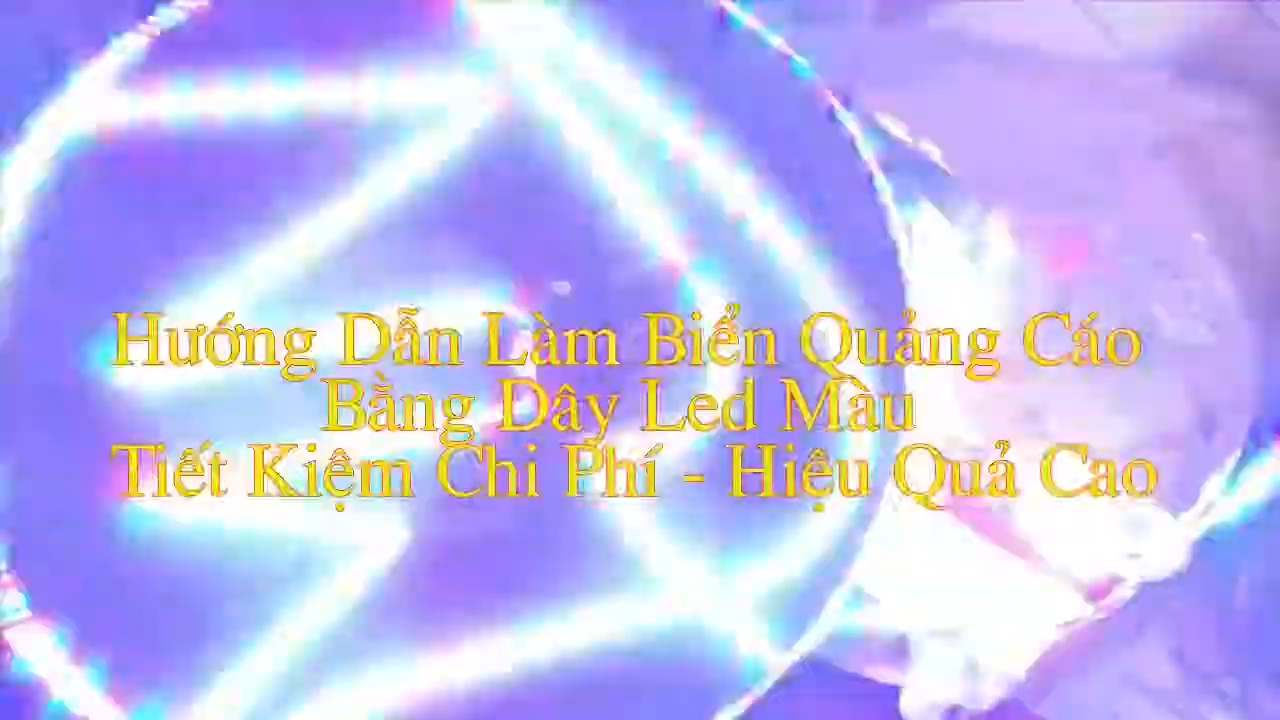 Hướng Dẫn Làm Biển Quảng Cáo
Bằng Dây Led Màu
Tiết Kiệm Chi Phí - Hiệu Quả Cao